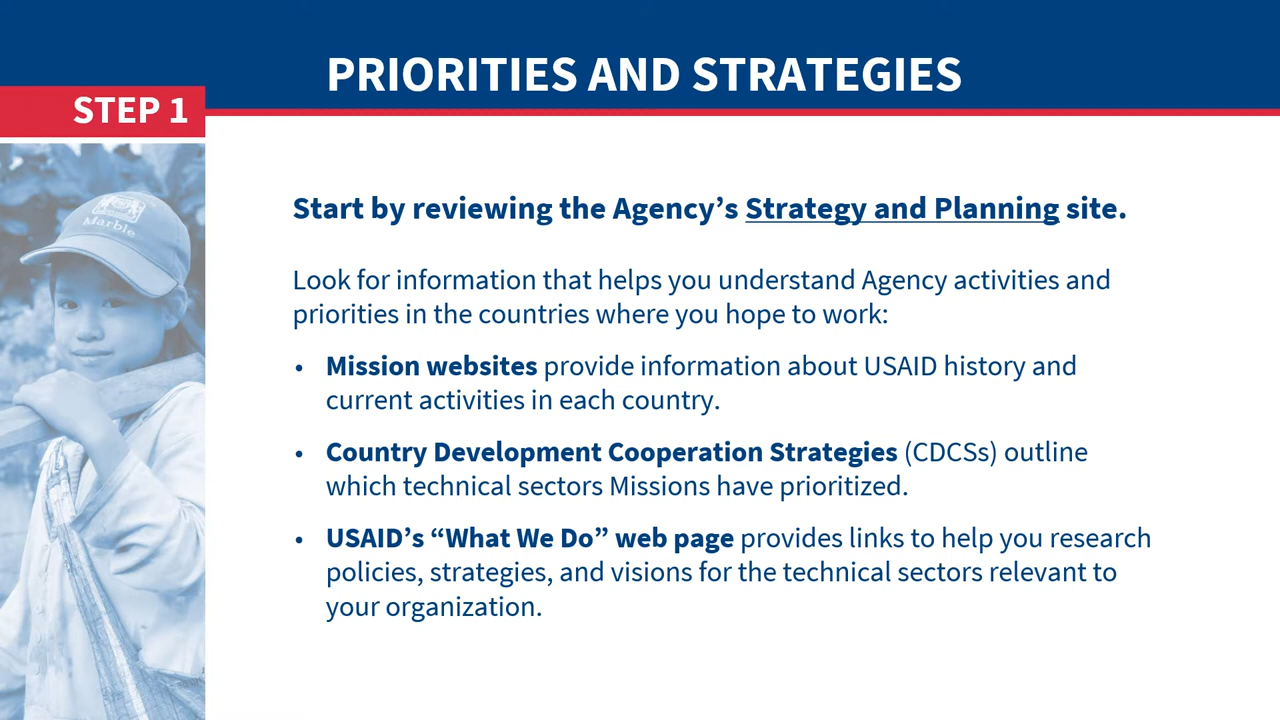 PRIORITIES AND STRATEGIES
STEP 1
Marble
Start by reviewing the Agency’s Strategy and Planning site.
Look for information that helps you understand Agency activities and
priorities in the countries where you hope to work:
• Mission websites provide information about USAID history and
current activities in each country.
• Country Development Cooperation Strategies (CDCSs) outline
which technical sectors Missions have prioritized.
• USAID’s “What We Do” web page provides links to help you research
policies, strategies, and visions for the technical sectors relevant to
your organization.